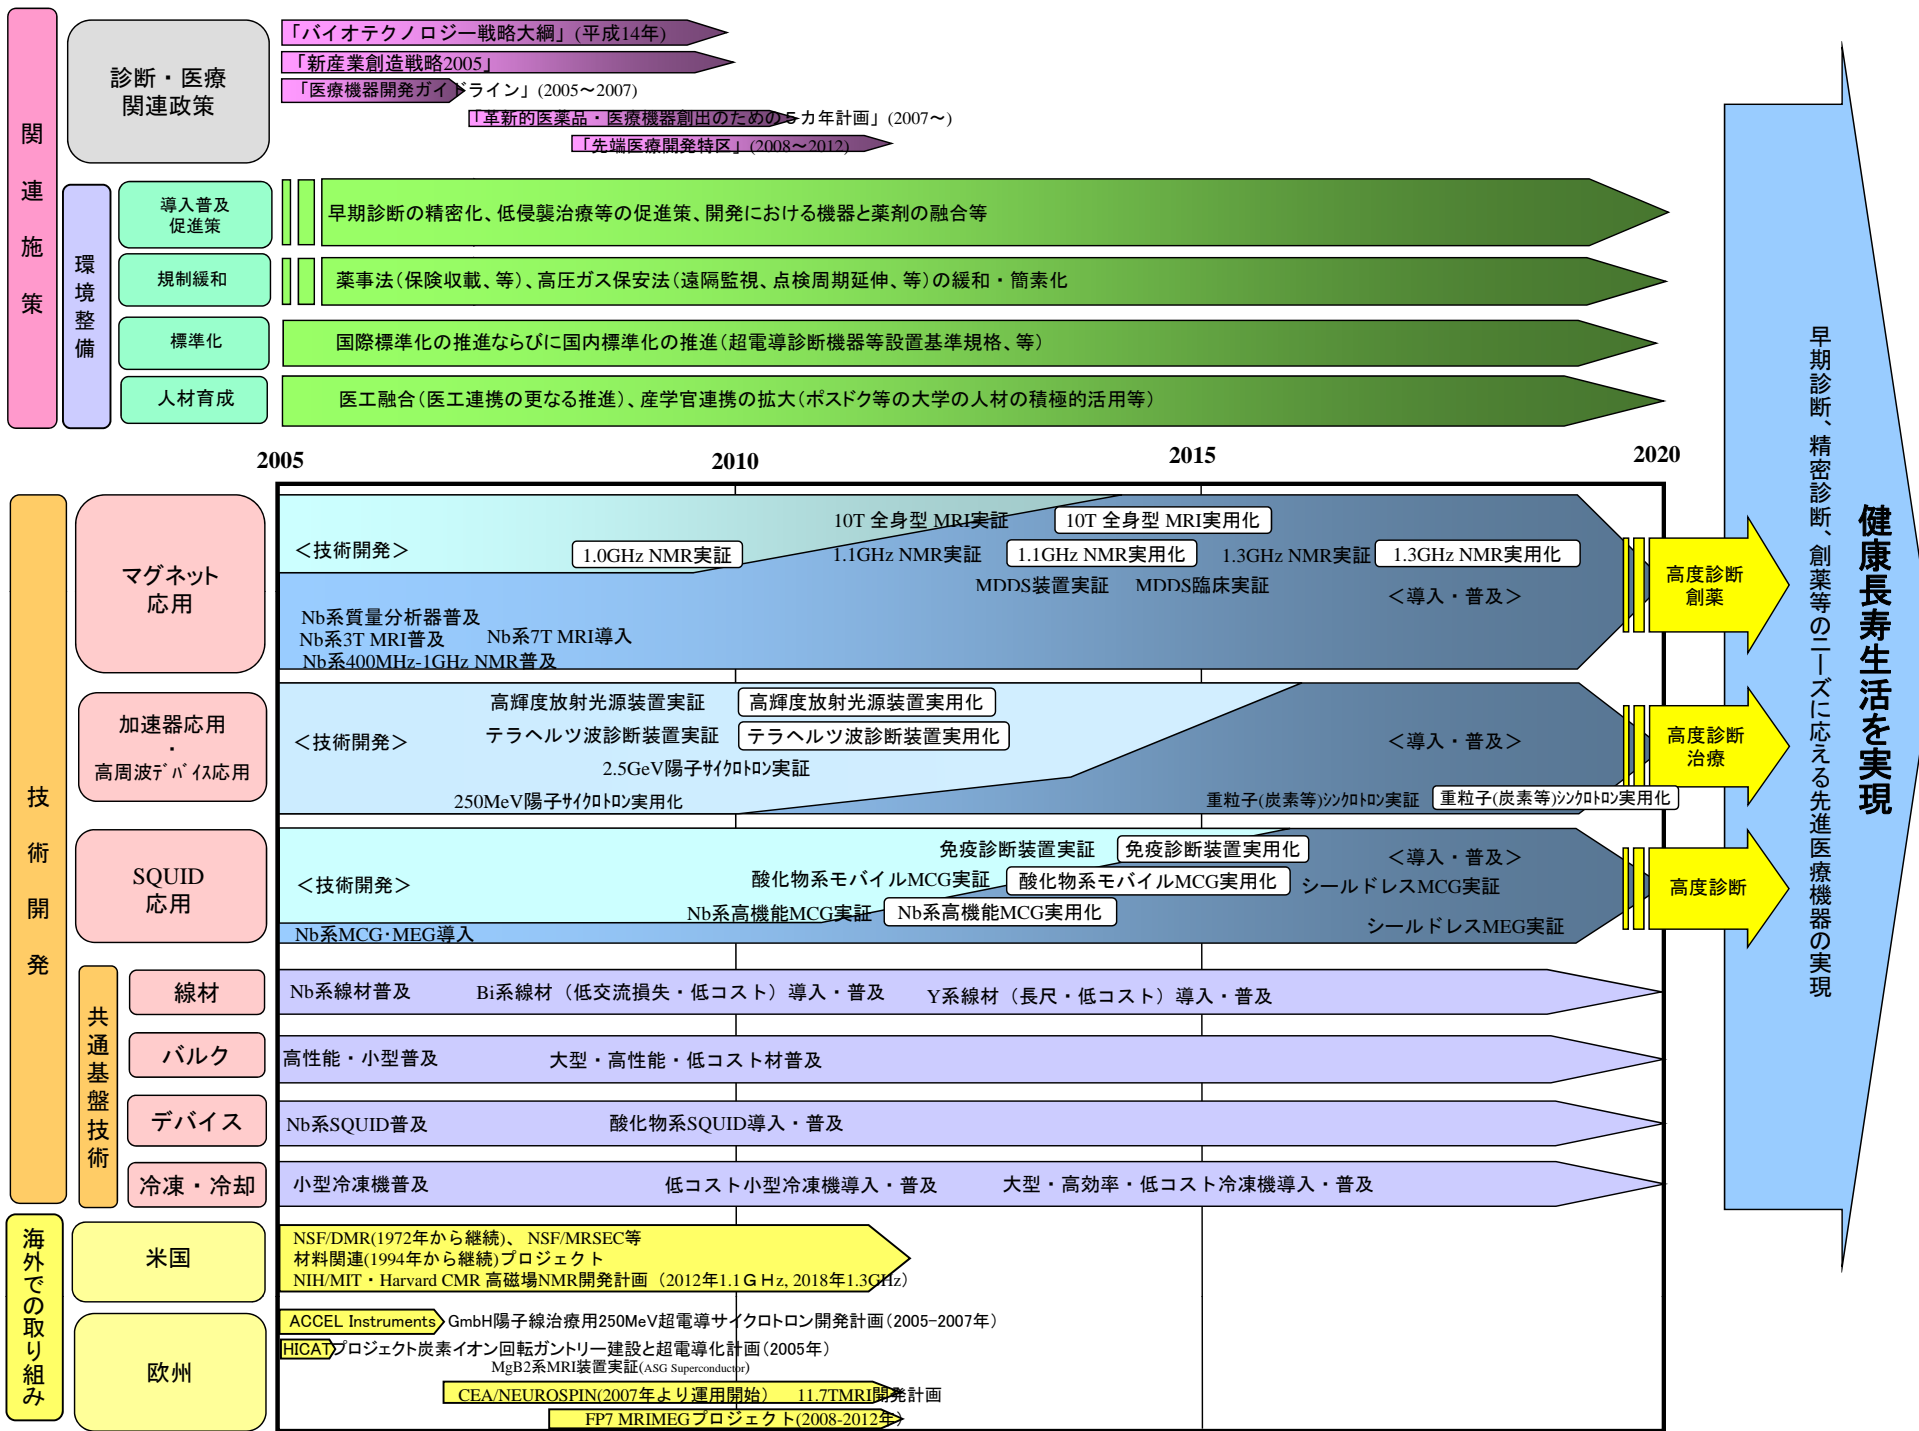 関連施策
診断・医療
関連政策
「バイオテクノロジー戦略大綱」(平成14年)
「新産業創造戦略2005」
「医療機器開発ガイドライン」(2005～2007)
「革新的医薬品・医療機器創出のための５カ年計画」(2007～)
「先端医療開発特区」(2008～2012)
環境整備
導入普及
促進策
早期診断の精密化、低侵襲治療等の促進策、開発における機器と薬剤の融合等
規制緩和
薬事法(保険収載、等)、高圧ガス保安法(遠隔監視、点検周期延伸、等)の緩和・簡素化
標準化
国際標準化の推進ならびに国内標準化の推進(超電導診断機器等設置基準規格、等)
人材育成
医工融合(医工連携の更なる推進)、産学官連携の拡大(ポスドク等の大学の人材の積極的活用等)
2005
2010
2015
2020
技術開発
マグネット
応用
＜技術開発＞
10T 全身型 MRI実証
10T 全身型 MRI実用化
1.0GHz NMR実証
1.1GHz NMR実証
1.1GHz NMR実用化
1.3GHz NMR実証
1.3GHz NMR実用化
MDDS装置実証
MDDS臨床実証
＜導入・普及＞
Nb系質量分析器普及
Nb系3T MRI普及
Nb系7T MRI導入
Nb系400MHz-1GHz NMR普及
高度診断
創薬
加速器応用
・
高周波ﾃﾞﾊﾞｲｽ応用
＜技術開発＞
高輝度放射光源装置実証
高輝度放射光源装置実用化
テラヘルツ波診断装置実証
テラヘルツ波診断装置実用化
＜導入・普及＞
2.5GeV陽子ｻｲｸﾛﾄﾛﾝ実証
250MeV陽子ｻｲｸﾛﾄﾛﾝ実用化
重粒子(炭素等)ｼﾝｸﾛﾄﾛﾝ実証
重粒子(炭素等)ｼﾝｸﾛﾄﾛﾝ実用化
高度診断
治療
SQUID
応用
＜技術開発＞
免疫診断装置実証
免疫診断装置実用化
＜導入・普及＞
酸化物系モバイルMCG実証
酸化物系モバイルMCG実用化
シールドレスMCG実証
Nb系高機能MCG実証
Nb系高機能MCG実用化
シールドレスMEG実証
Nb系MCG・MEG導入
高度診断
共通基盤技術
線材
Nb系線材普及
Bi系線材（低交流損失・低コスト）導入・普及
Y系線材（長尺・低コスト）導入・普及
バルク
高性能・小型普及
大型・高性能・低コスト材普及
デバイス
Nb系SQUID普及
酸化物系SQUID導入・普及
冷凍・冷却
小型冷凍機普及
低コスト小型冷凍機導入・普及
大型・高効率・低コスト冷凍機導入・普及
海外での取り組み
米国
NSF/DMR(1972年から継続)、 NSF/MRSEC等
材料関連(1994年から継続)プロジェクト
NIH/MIT・Harvard CMR 高磁場NMR開発計画（2012年1.1ＧHz, 2018年1.3GHz）
欧州
ACCEL Instruments GmbH陽子線治療用250MeV超電導サイクロトロン開発計画(2005-2007年)
HICATプロジェクト炭素イオン回転ガントリー建設と超電導化計画(2005年)
MgB2系MRI装置実証(ASG Superconductor)
CEA/NEUROSPIN(2007年より運用開始)　11.7TMRI開発計画
FP7 MRIMEGプロジェクト(2008-2012年)
早期診断、精密診断、創薬等のニーズに応える先進医療機器の実現
健康長寿生活を実現